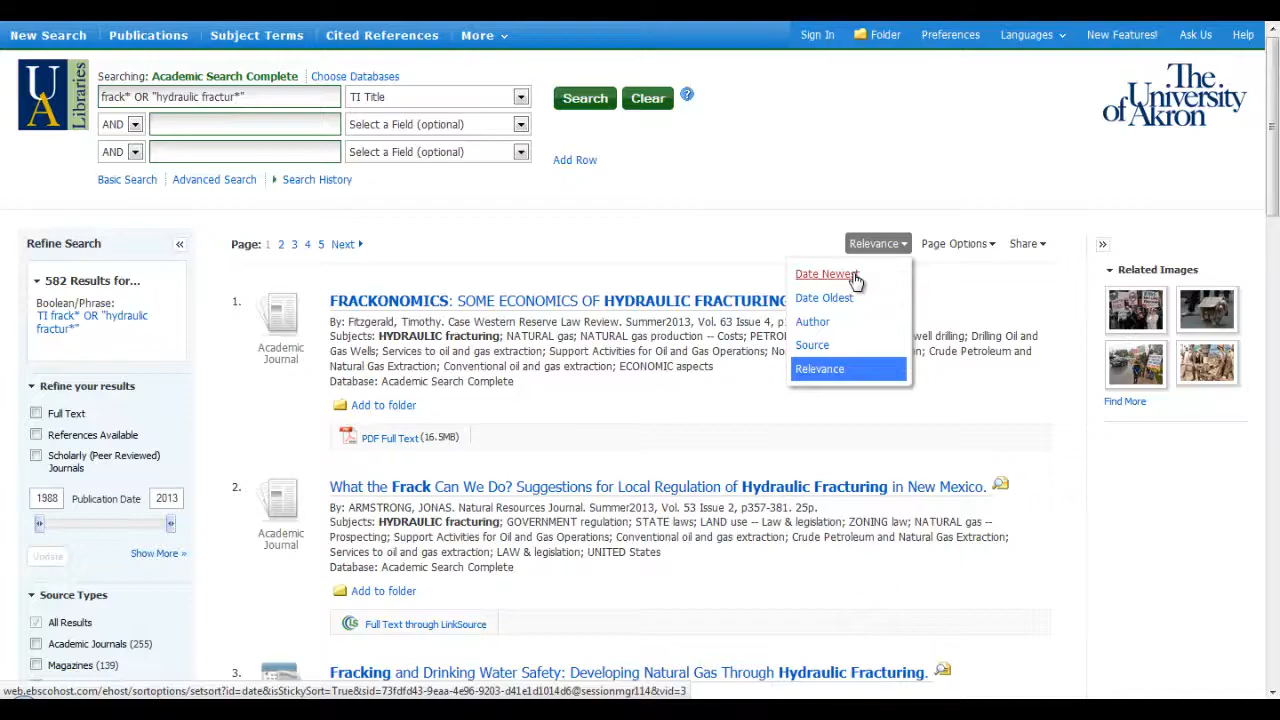 New Search Publications Subject Terms Cited References More Sign In Folder Preferences Languages New Features! Ask Us Help
UA Libraries
Searching: Academic Search Complete Choose Databases
frack* OR "hydraulic fractur*" TI Title Search Clear ?
AND Select a Field (optional)
AND Select a Field (optional) Add Row
Basic Search Advanced Search Search History
The University of Akron
Refine Search
582 Results for...
Boolean/Phrase:
TI frack* OR "hydraulic
fractur*"
Refine your results
Full Text
References Available
Scholarly (Peer Reviewed)
Journals
1988 Publication Date 2013
Update Show More »
Source Types
All Results
Academic Journals (255)
Magazines (139)
Page: 1 2 3 4 5 Next Relevance Page Options Share
Date Newest
Date Oldest
Author
Source
Relevance
1. FRACKONOMICS: SOME ECONOMICS OF HYDRAULIC FRACTURING
Academic
Journal
By: Fitzgerald, Timothy. Case Western Reserve Law Review. Summer2013, Vol. 63 Issue 4,
Subjects: HYDRAULIC fracturing; NATURAL gas; NATURAL gas production -- Costs; well drilling; Drilling Oil and
Gas Wells; Services to oil and gas extraction; Support Activities for Oil and Gas Operations; Crude Petroleum and
Natural Gas Extraction; Conventional oil and gas extraction; ECONOMIC aspects
Database: Academic Search Complete
Add to folder
PDF Full Text (16.5MB)
2. What the Frack Can We Do? Suggestions for Local Regulation of Hydraulic Fracturing in New Mexico.
Academic
Journal
By: ARMSTRONG, JONAS. Natural Resources Journal. Summer2013, Vol. 53 Issue 2, p357-381. 25p.
Subjects: HYDRAULIC fracturing; GOVERNMENT regulation; STATE laws; LAND use -- Law & legislation; ZONING law; NATURAL gas --
Prospecting; Support Activities for Oil and Gas Operations; Conventional oil and gas extraction; Crude Petroleum and Natural Gas Extraction;
Services to oil and gas extraction; LAW & legislation; UNITED States
Database: Academic Search Complete
Add to folder
Full Text through LinkSource
3. Fracking and Drinking Water Safety: Developing Natural Gas Through Hydraulic Fracturing.
Related Images
Find More
web.ebscohost.com/ehost/sortoptions/setsort?id=date&isStickySort=True&sid=73fdfd43-9eaa-4e96-9203-d41e1d1014d6@sessionmgr114&vid=3